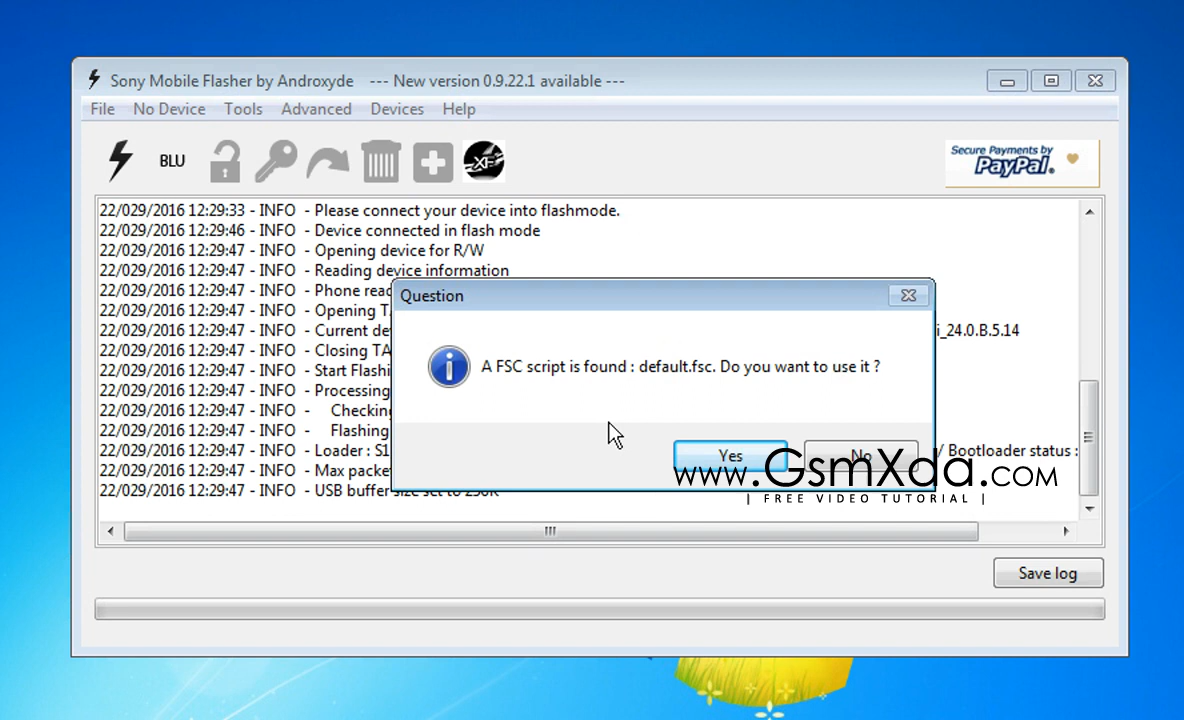 Sony Mobile Flasher by Androxyde --- New version 0.9.22.1 available ---
File No Device Tools Advanced Devices Help
BLU
XF
Secure Payments by
PayPal.
22/029/2016 12:29:33 - INFO - Please connect your device into flashmode.
22/029/2016 12:29:46 - INFO - Device connected in flash mode
22/029/2016 12:29:47 - INFO - Opening device for R/W
22/029/2016 12:29:47 - INFO - Reading device information
22/029/2016 12:29:47 - INFO - Phone read
22/029/2016 12:29:47 - INFO - Opening TA
22/029/2016 12:29:47 - INFO - Current de i_24.0.B.5.14
22/029/2016 12:29:47 - INFO - Closing TA
22/029/2016 12:29:47 - INFO - Start Flashi
22/029/2016 12:29:47 - INFO - Processing
22/029/2016 12:29:47 - INFO - Checking
22/029/2016 12:29:47 - INFO - Flashing
22/029/2016 12:29:47 - INFO - Loader : S1 / Bootloader status :
22/029/2016 12:29:47 - INFO - Max packe
22/029/2016 12:29:47 - INFO - USB buffer size set to 256K
Question
A FSC script is found : default.fsc. Do you want to use it ?
Yes No
www.GsmXda.com
| FREE VIDEO TUTORIAL |
Save log